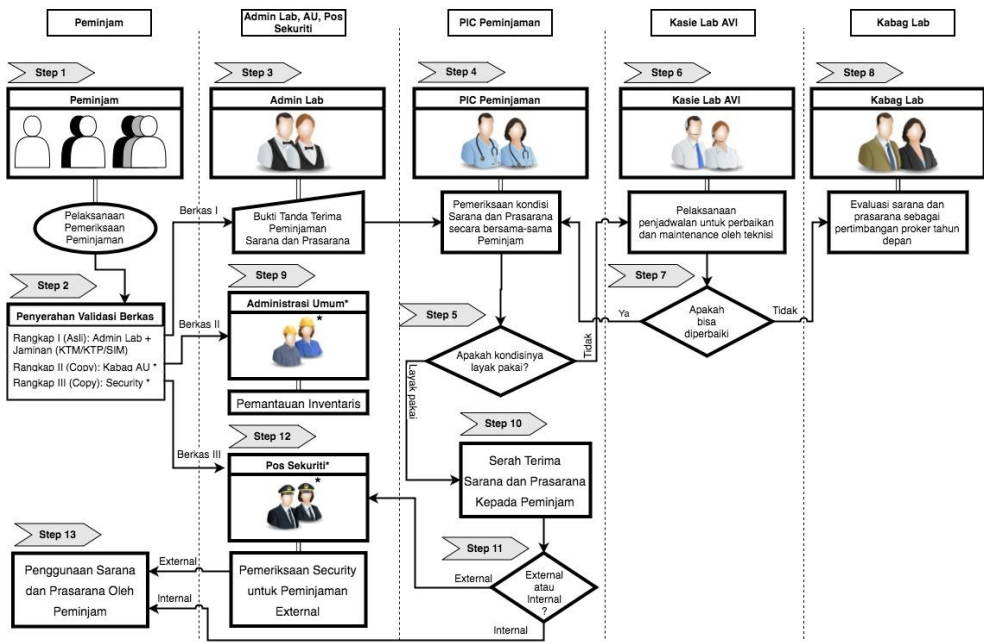 Peminjam
Admin Lab, AU, Pos
Sekuriti
PIC Peminjaman
Kasie Lab AVI
Kabag Lab
Step 1
Peminjam
Pelaksanaan
Pemeriksaan
Peminjaman
Step 2
Penyerahan Validasi Berkas
Rangkap I (Asli): Admin Lab +
Jaminan (KTM/KTP/SIM)
Rangkap II (Copy): Kabag AU *
Rangkap III (Copy): Security *
Berkas I
Berkas II
Berkas III
Step 3
Admin Lab
Bukti Tanda Terima
Peminjaman
Sarana dan Prasarana
Step 4
PIC Peminjaman
Pemeriksaan kondisi
Sarana dan Prasarana
secara bersama-sama
Peminjam
Step 5
Apakah kondisinya
layak pakai?
Tidak
Layak pakai
Step 6
Kasie Lab AVI
Pelaksanaan
penjadwalan untuk perbaikan
dan maintenance oleh teknisi
Step 7
Apakah
bisa
diperbaiki
Ya
Tidak
Step 8
Kabag Lab
Evaluasi sarana dan
prasarana sebagai
pertimbangan proker tahun
depan
Step 9
Administrasi Umum*
*
Pemantauan Inventaris
Step 10
Serah Terima
Sarana dan Prasarana
Kepada Peminjam
Step 11
External
atau
Internal
?
External
Internal
Step 12
Pos Sekuriti*
*
Pemeriksaan Security
untuk Peminjaman
External
Step 13
Penggunaan Sarana
dan Prasarana Oleh
Peminjam
External
Internal